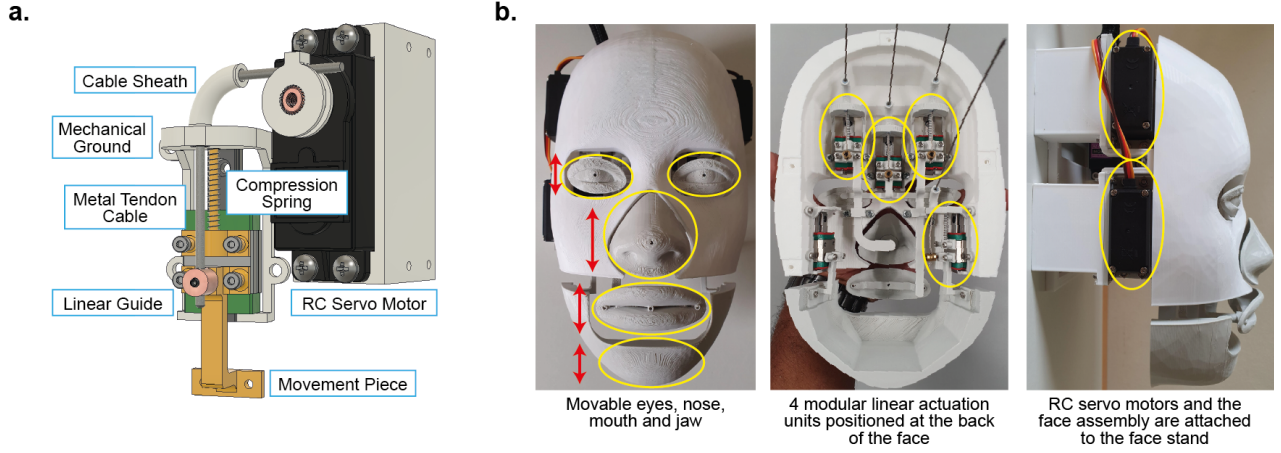 a.
Cable Sheath
Mechanical
Ground
Metal Tendon
Cable
Compression
Spring
Linear Guide
RC Servo Motor
Movement Piece
b.
Movable eyes, nose,
mouth and jaw
4 modular linear actuation
units positioned at the back
of the face
RC servo motors and the
face assembly are attached
to the face stand